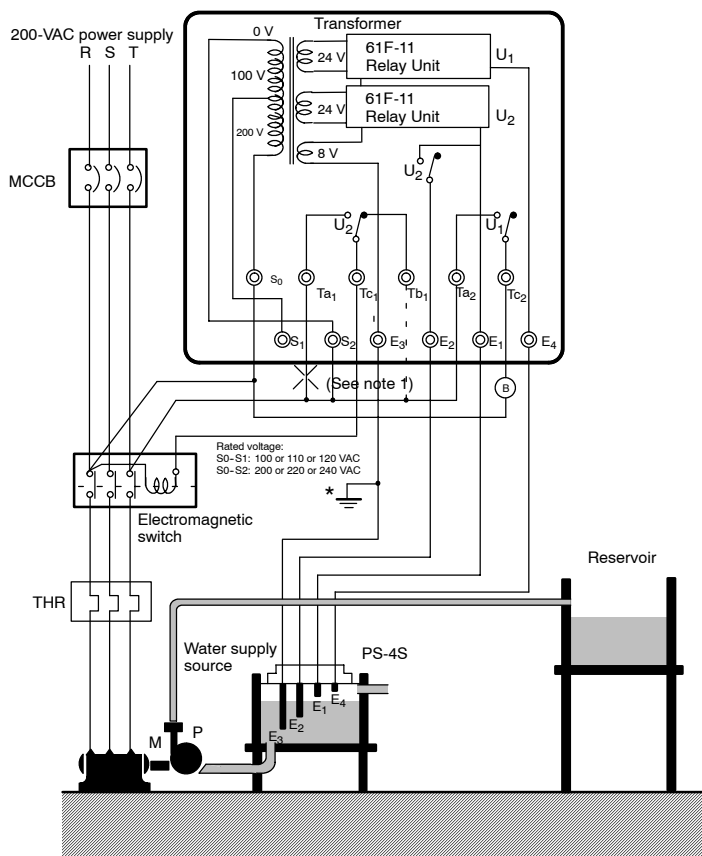 Transformer
200-VAC power supply
R S T
0 V
100 V
200 V
24 V
61F-11
Relay Unit
U1
24 V
61F-11
Relay Unit
U2
8 V
MCCB
U2
U2
U1
S0
Ta1
Tc1
Tb1
Ta2
Tc2
S1
S2
E3
E2
E1
E4
(See note 1)
B
Rated voltage:
S0-S1: 100 or 110 or 120 VAC
S0-S2: 200 or 220 or 240 VAC
*
Electromagnetic
switch
Reservoir
THR
Water supply
source
PS-4S
E4
E1
E2
E3
M
P